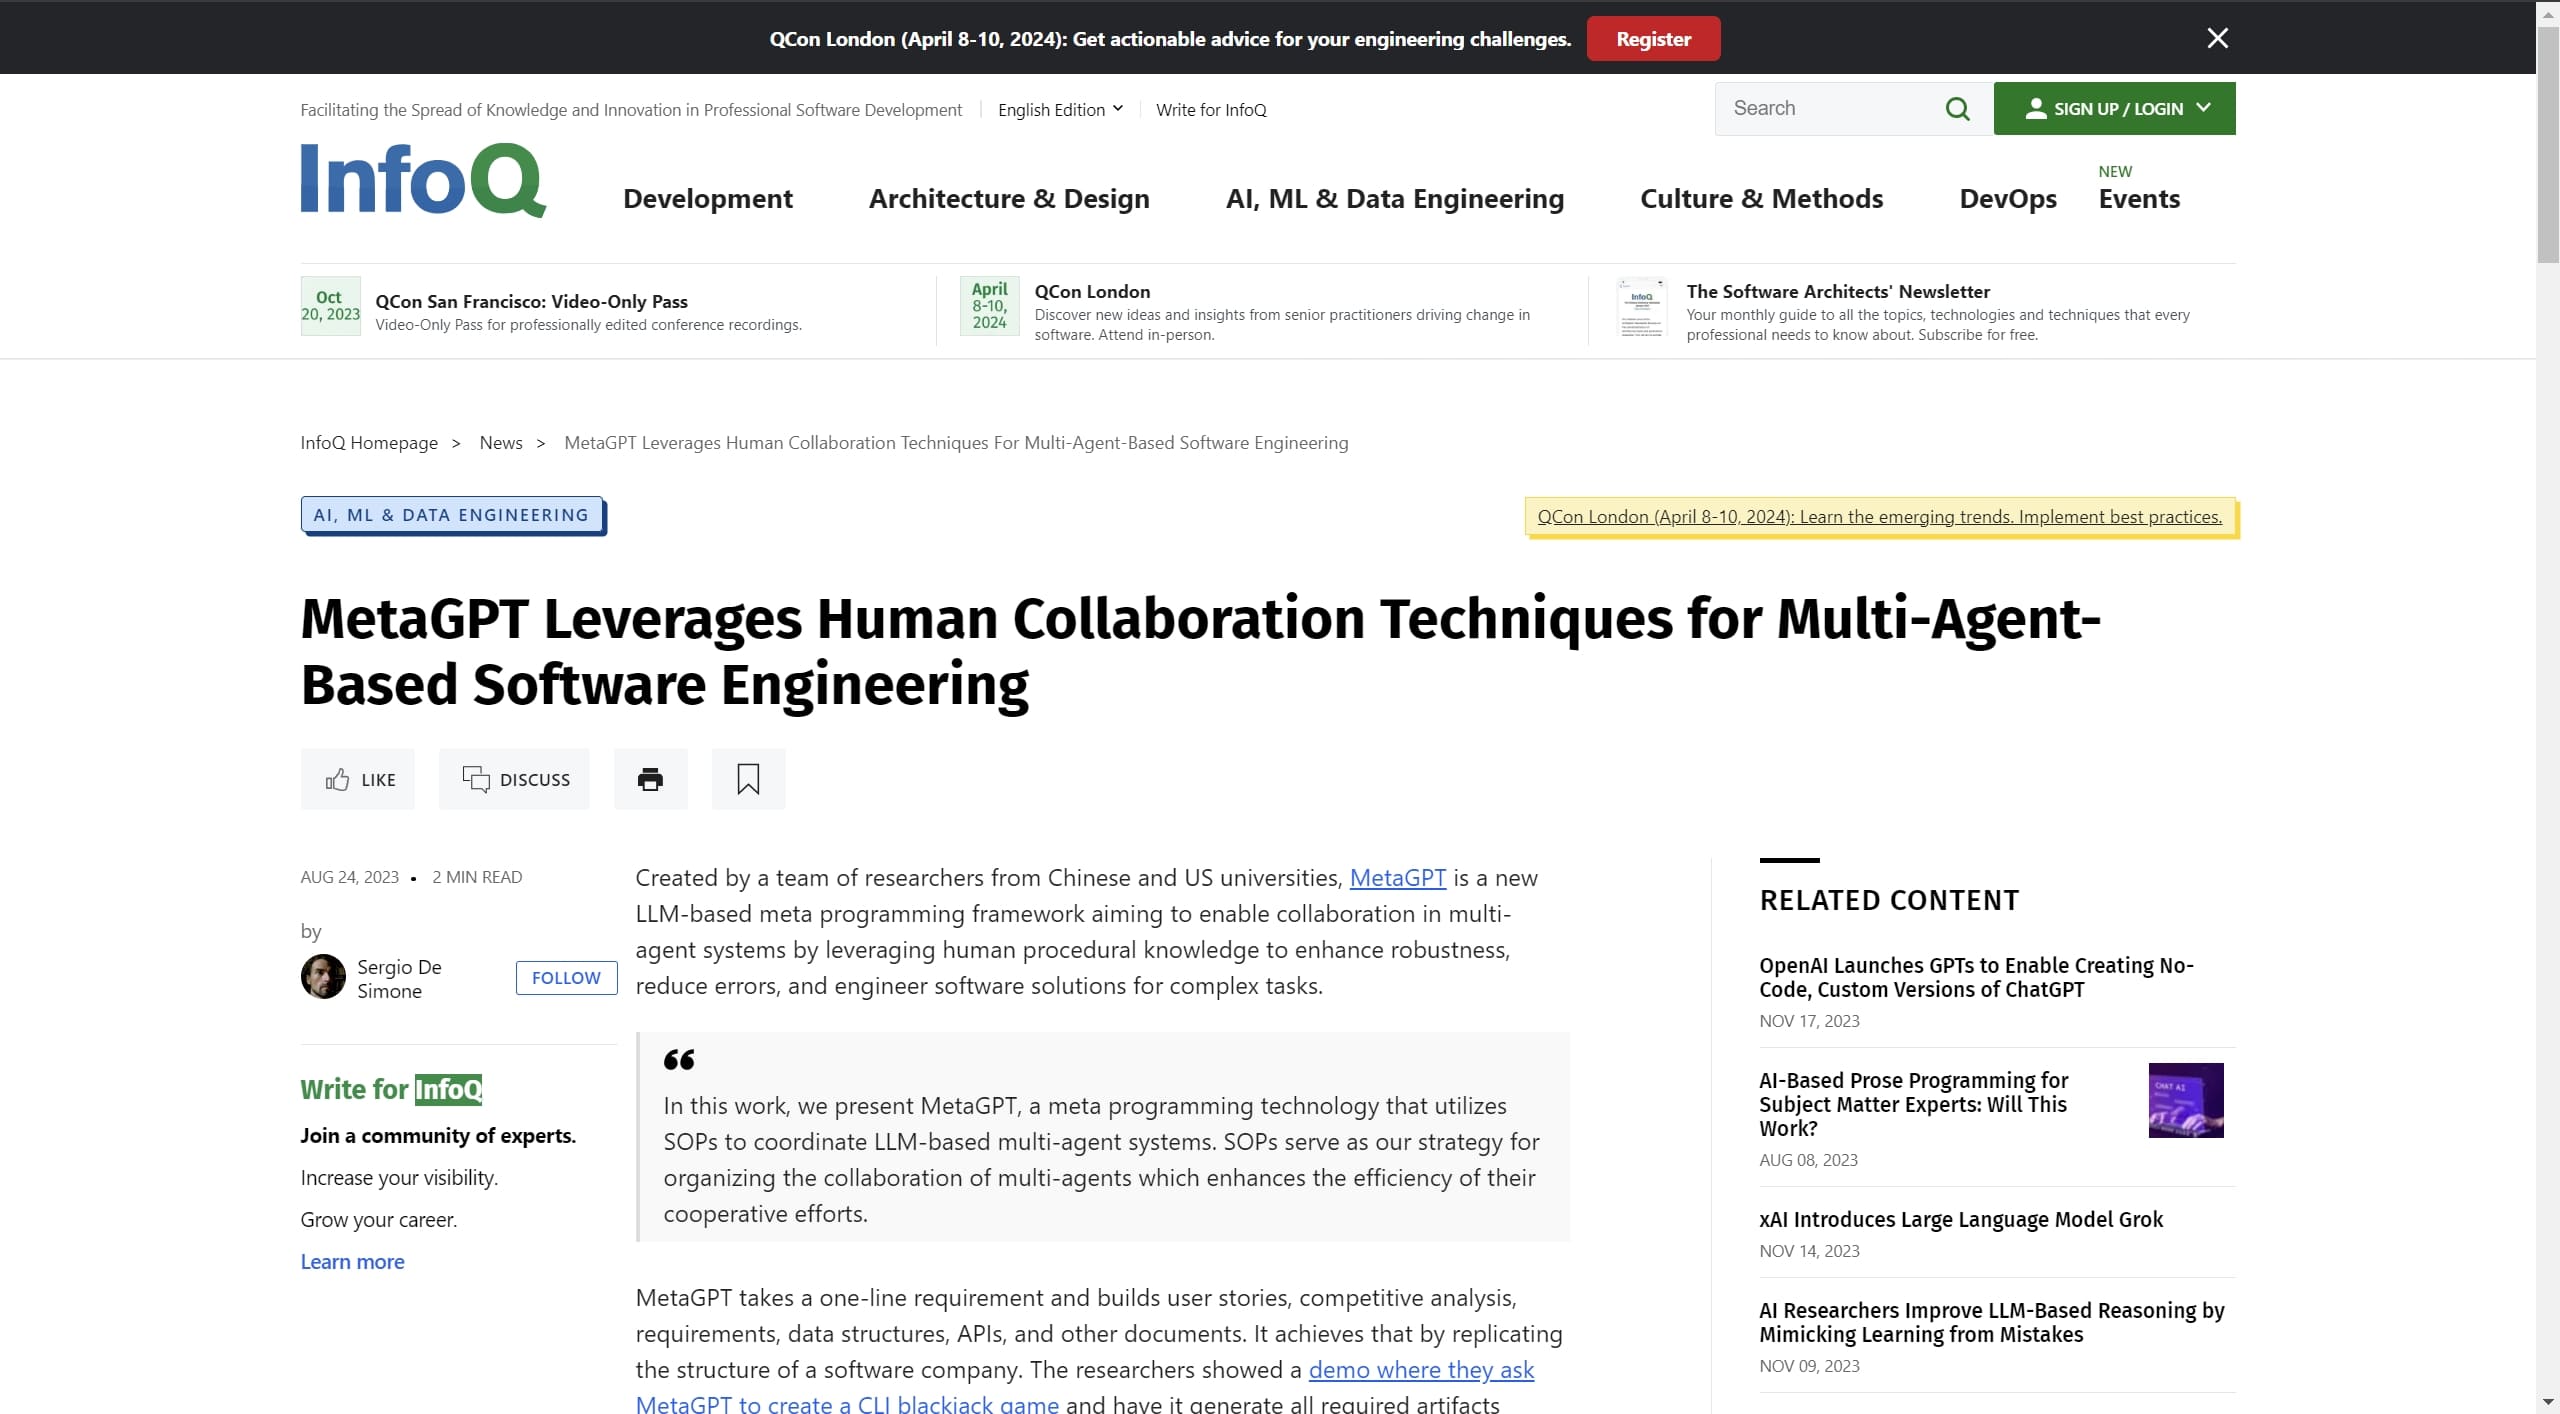 QCon London (April 8-10, 2024): Get actionable advice for your engineering challenges. Register
Facilitating the Spread of Knowledge and Innovation in Professional Software Development English Edition Write for InfoQ
Search
SIGN UP / LOGIN
InfoQ
Development Architecture & Design AI, ML & Data Engineering Culture & Methods DevOps NEW Events
Oct
20, 2023
QCon San Francisco: Video-Only Pass
Video-Only Pass for professionally edited conference recordings.
April
8-10,
2024
QCon London
Discover new ideas and insights from senior practitioners driving change in
software. Attend in-person.
InfoQ
The Software Architects' Newsletter
Your monthly guide to all the topics, technologies and techniques that every
professional needs to know about. Subscribe for free.
InfoQ Homepage > News > MetaGPT Leverages Human Collaboration Techniques For Multi-Agent-Based Software Engineering
AI, ML & DATA ENGINEERING
QCon London (April 8-10, 2024): Learn the emerging trends. Implement best practices.
MetaGPT Leverages Human Collaboration Techniques for Multi-Agent-
Based Software Engineering
LIKE DISCUSS
AUG 24, 2023 • 2 MIN READ
by
Sergio De
Simone
FOLLOW
Write for InfoQ
Join a community of experts.
Increase your visibility.
Grow your career.
Learn more
Created by a team of researchers from Chinese and US universities, MetaGPT is a new
LLM-based meta programming framework aiming to enable collaboration in multi-
agent systems by leveraging human procedural knowledge to enhance robustness,
reduce errors, and engineer software solutions for complex tasks.
“
In this work, we present MetaGPT, a meta programming technology that utilizes
SOPs to coordinate LLM-based multi-agent systems. SOPs serve as our strategy for
organizing the collaboration of multi-agents which enhances the efficiency of their
cooperative efforts.
MetaGPT takes a one-line requirement and builds user stories, competitive analysis,
requirements, data structures, APIs, and other documents. It achieves that by replicating
the structure of a software company. The researchers showed a demo where they ask
MetaGPT to create a CLI blackjack game and have it generate all required artifacts
RELATED CONTENT
OpenAI Launches GPTs to Enable Creating No-
Code, Custom Versions of ChatGPT
NOV 17, 2023
AI-Based Prose Programming for
Subject Matter Experts: Will This
Work?
AUG 08, 2023
CHAT AI
xAI Introduces Large Language Model Grok
NOV 14, 2023
AI Researchers Improve LLM-Based Reasoning by
Mimicking Learning from Mistakes
NOV 09, 2023